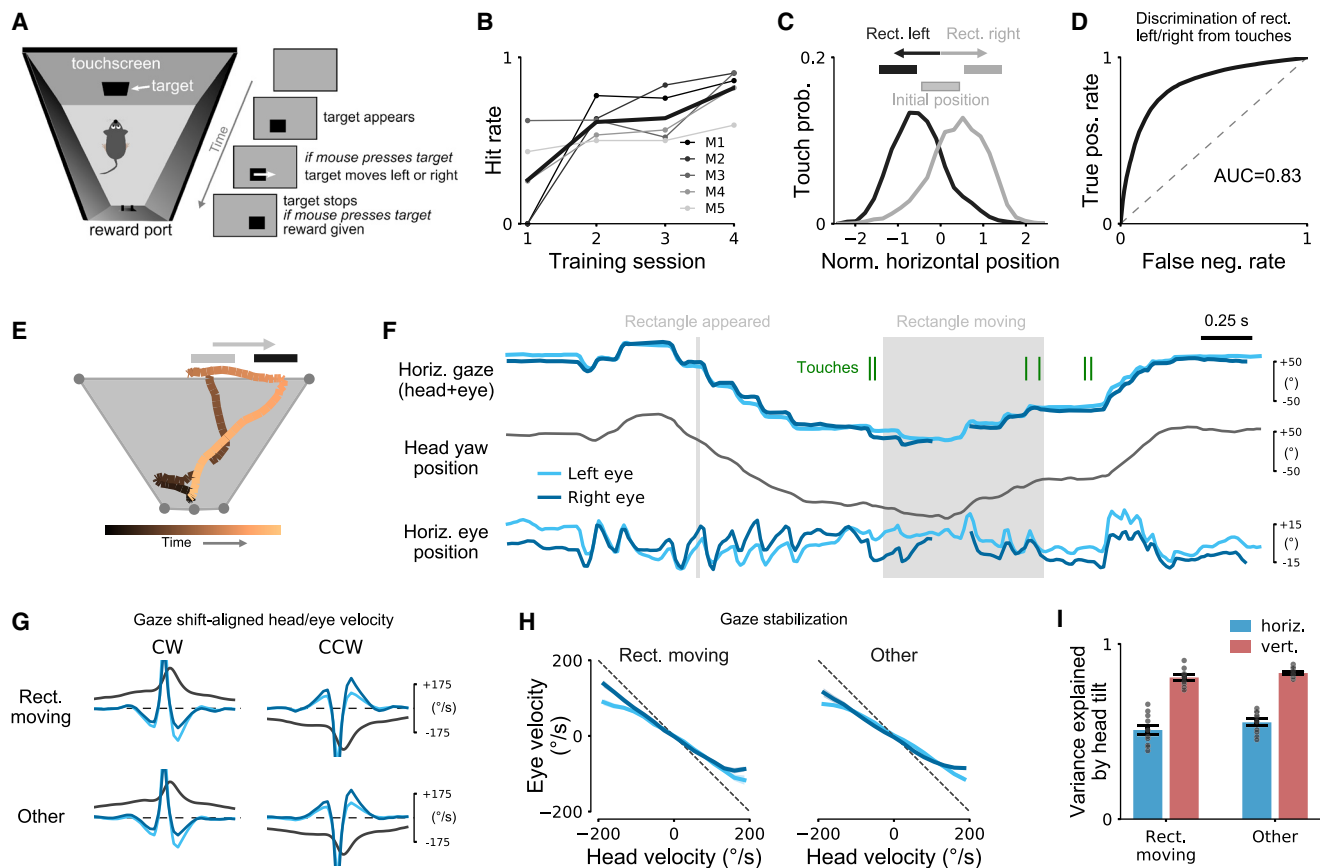 A
touchscreen
target
reward port
Time
target appears
if mouse presses target
target moves left or right
target stops
if mouse presses target
reward given
B
Hit rate
1
0
1
2
3
4
Training session
M1
M2
M3
M4
M5
C
Rect. left
Rect. right
Initial position
Touch prob.
0.2
0
−2
−1
0
1
2
Norm. horizontal position
D
Discrimination of rect.
left/right from touches
True pos. rate
1
0
AUC=0.83
0
1
False neg. rate
E
Time
F
Rectangle appeared
Rectangle moving
0.25 s
Horiz. gaze
(head+eye)
Touches
+50
(°)
-50
Head yaw
position
+50
(°)
-50
Left eye
Right eye
Horiz. eye
position
+15
(°)
-15
G
Gaze shift-aligned head/eye velocity
CW
CCW
Rect.
moving
+175
(°/s)
-175
Other
+175
(°/s)
-175
H
Gaze stabilization
Rect. moving
Other
Eye velocity
(°/s)
200
0
−200
−200
0
200
−200
0
200
Head velocity (°/s)
Head velocity (°/s)
I
horiz.
vert.
Variance explained
by head tilt
1
0
Rect.
moving
Other